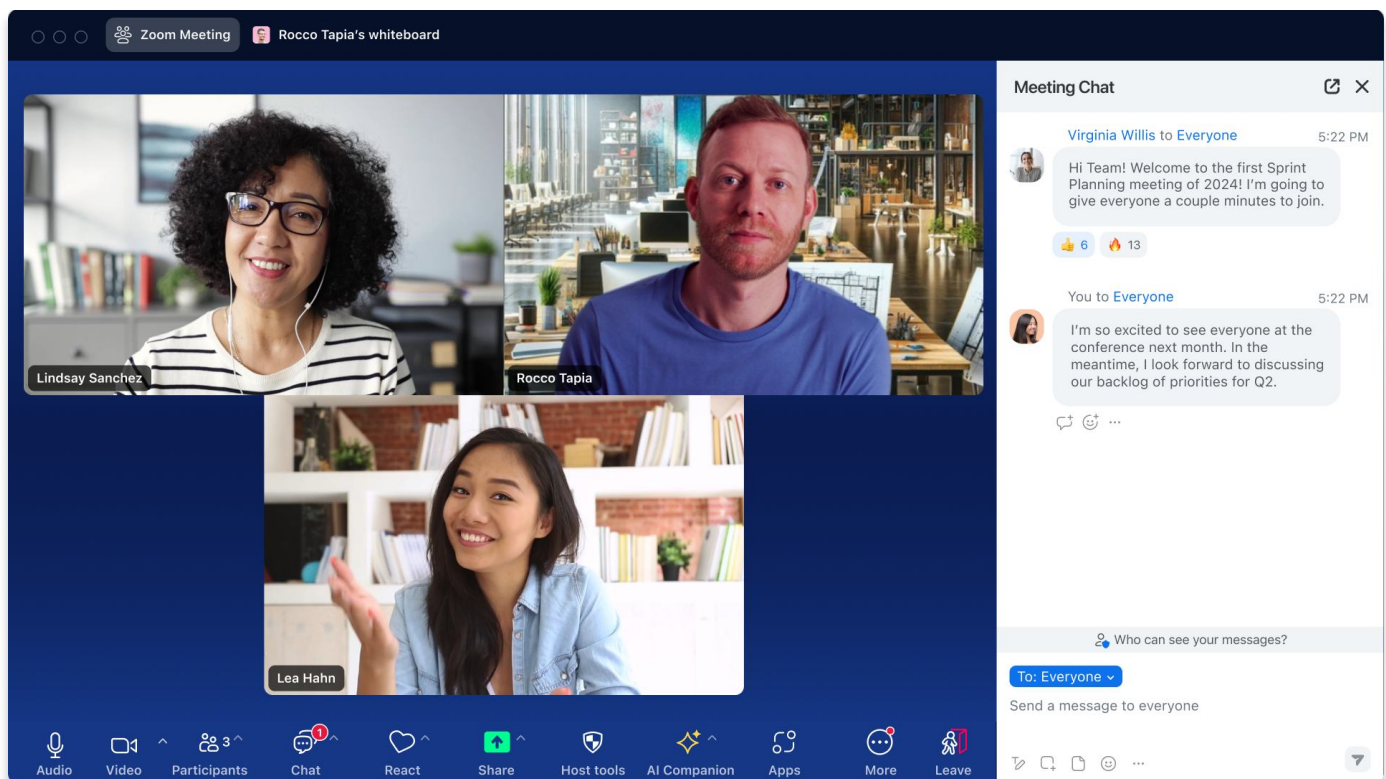 Zoom Meeting
Rocco Tapia's whiteboard
Lindsay Sanchez
Rocco Tapia
Lea Hahn
1
3
Audio
Video
Participants
Chat
React
Share
Host tools
AI Companion
Apps
More
Leave
Meeting Chat
Virginia Willis to Everyone
5:22 PM
Hi Team! Welcome to the first Sprint
Planning meeting of 2024! I'm going to
give everyone a couple minutes to join.
6
13
You to Everyone
5:22 PM
I'm so excited to see everyone at the
conference next month. In the
meantime, I look forward to discussing
our backlog of priorities for Q2.
Who can see your messages?
To: Everyone
Send a message to everyone